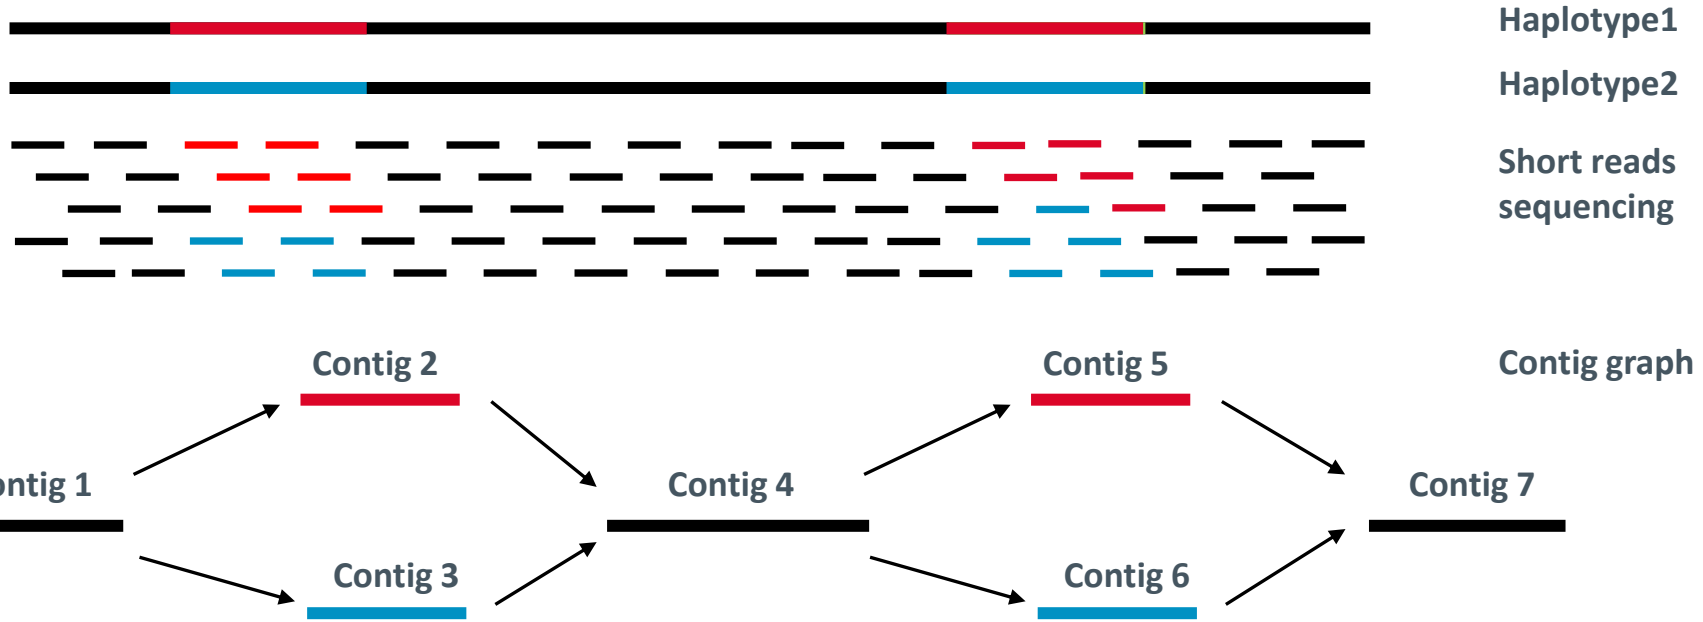 Haplotype1
Haplotype2
Short reads
sequencing
Contig 2
Contig 5
Contig graph
ontig 1
Contig 4
Contig 7
Contig 3
Contig 6